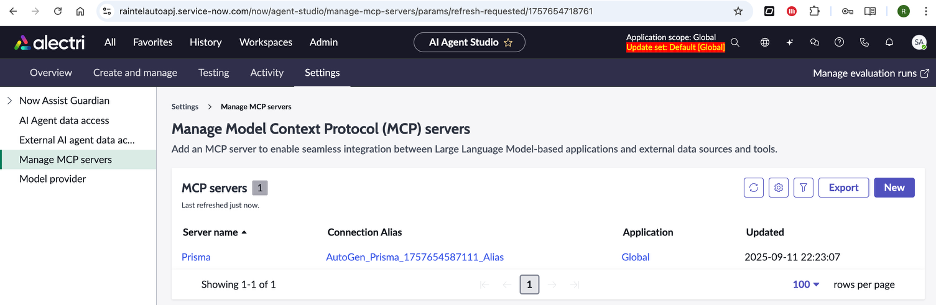 raintelautoapj.service-now.com/now/agent-studio/manage-mcp-servers/params/refresh-requested/1757654718761
R
alectri All Favorites History Workspaces Admin AI Agent Studio Application scope: Global
Update set: Default [Global]
SA
Overview Create and manage Testing Activity Settings Manage evaluation runs
Now Assist Guardian
AI Agent data access
External AI agent data ac...
Manage MCP servers
Model provider
Settings > Manage MCP servers
Manage Model Context Protocol (MCP) servers
Add an MCP server to enable seamless integration between Large Language Model-based applications and external data sources and tools.
MCP servers 1 Export New
Last refreshed just now.
Server name Connection Alias Application Updated
Prisma AutoGen_Prisma_1757654587111_Alias Global 2025-09-11 22:23:07
Showing 1-1 of 1 1 100 rows per page